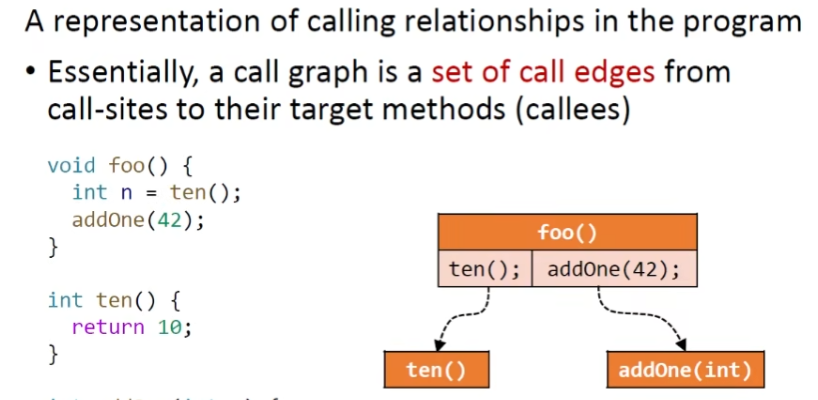 A representation of calling relationships in the program
• Essentially, a call graph is a set of call edges from
call-sites to their target methods (callees)
void foo() {
int n = ten();
addOne(42);
}
int ten() {
return 10;
}
foo()
ten(); addOne(42);
ten()
addOne(int)